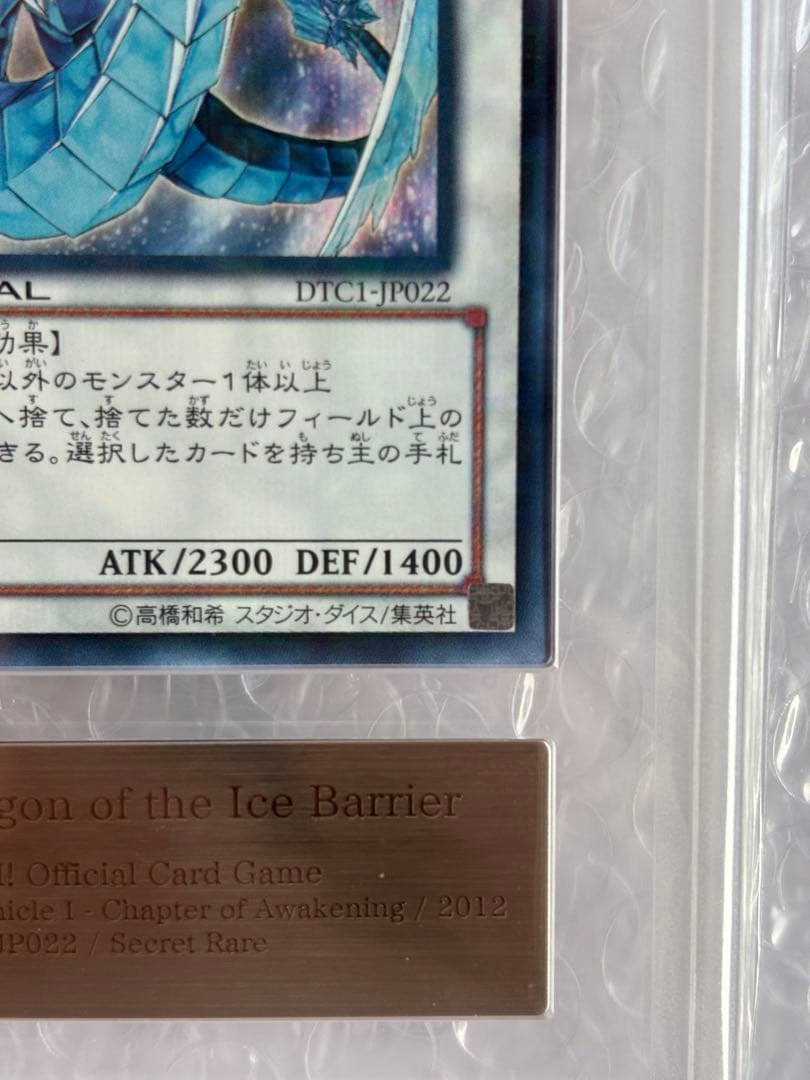 AL DTC1-JP022
効果】
以外のモンスター1体以上
へ捨て、捨てた数だけフィールド上の
きる。選択したカードを持ち主の手札
ATK/2300 DEF/1400
©高橋和希 スタジオ・ダイス/集英社
gon of the Ice Barrier
! Official Card Game
nicle I - Chapter of Awakening / 2012
JP022 / Secret Rare